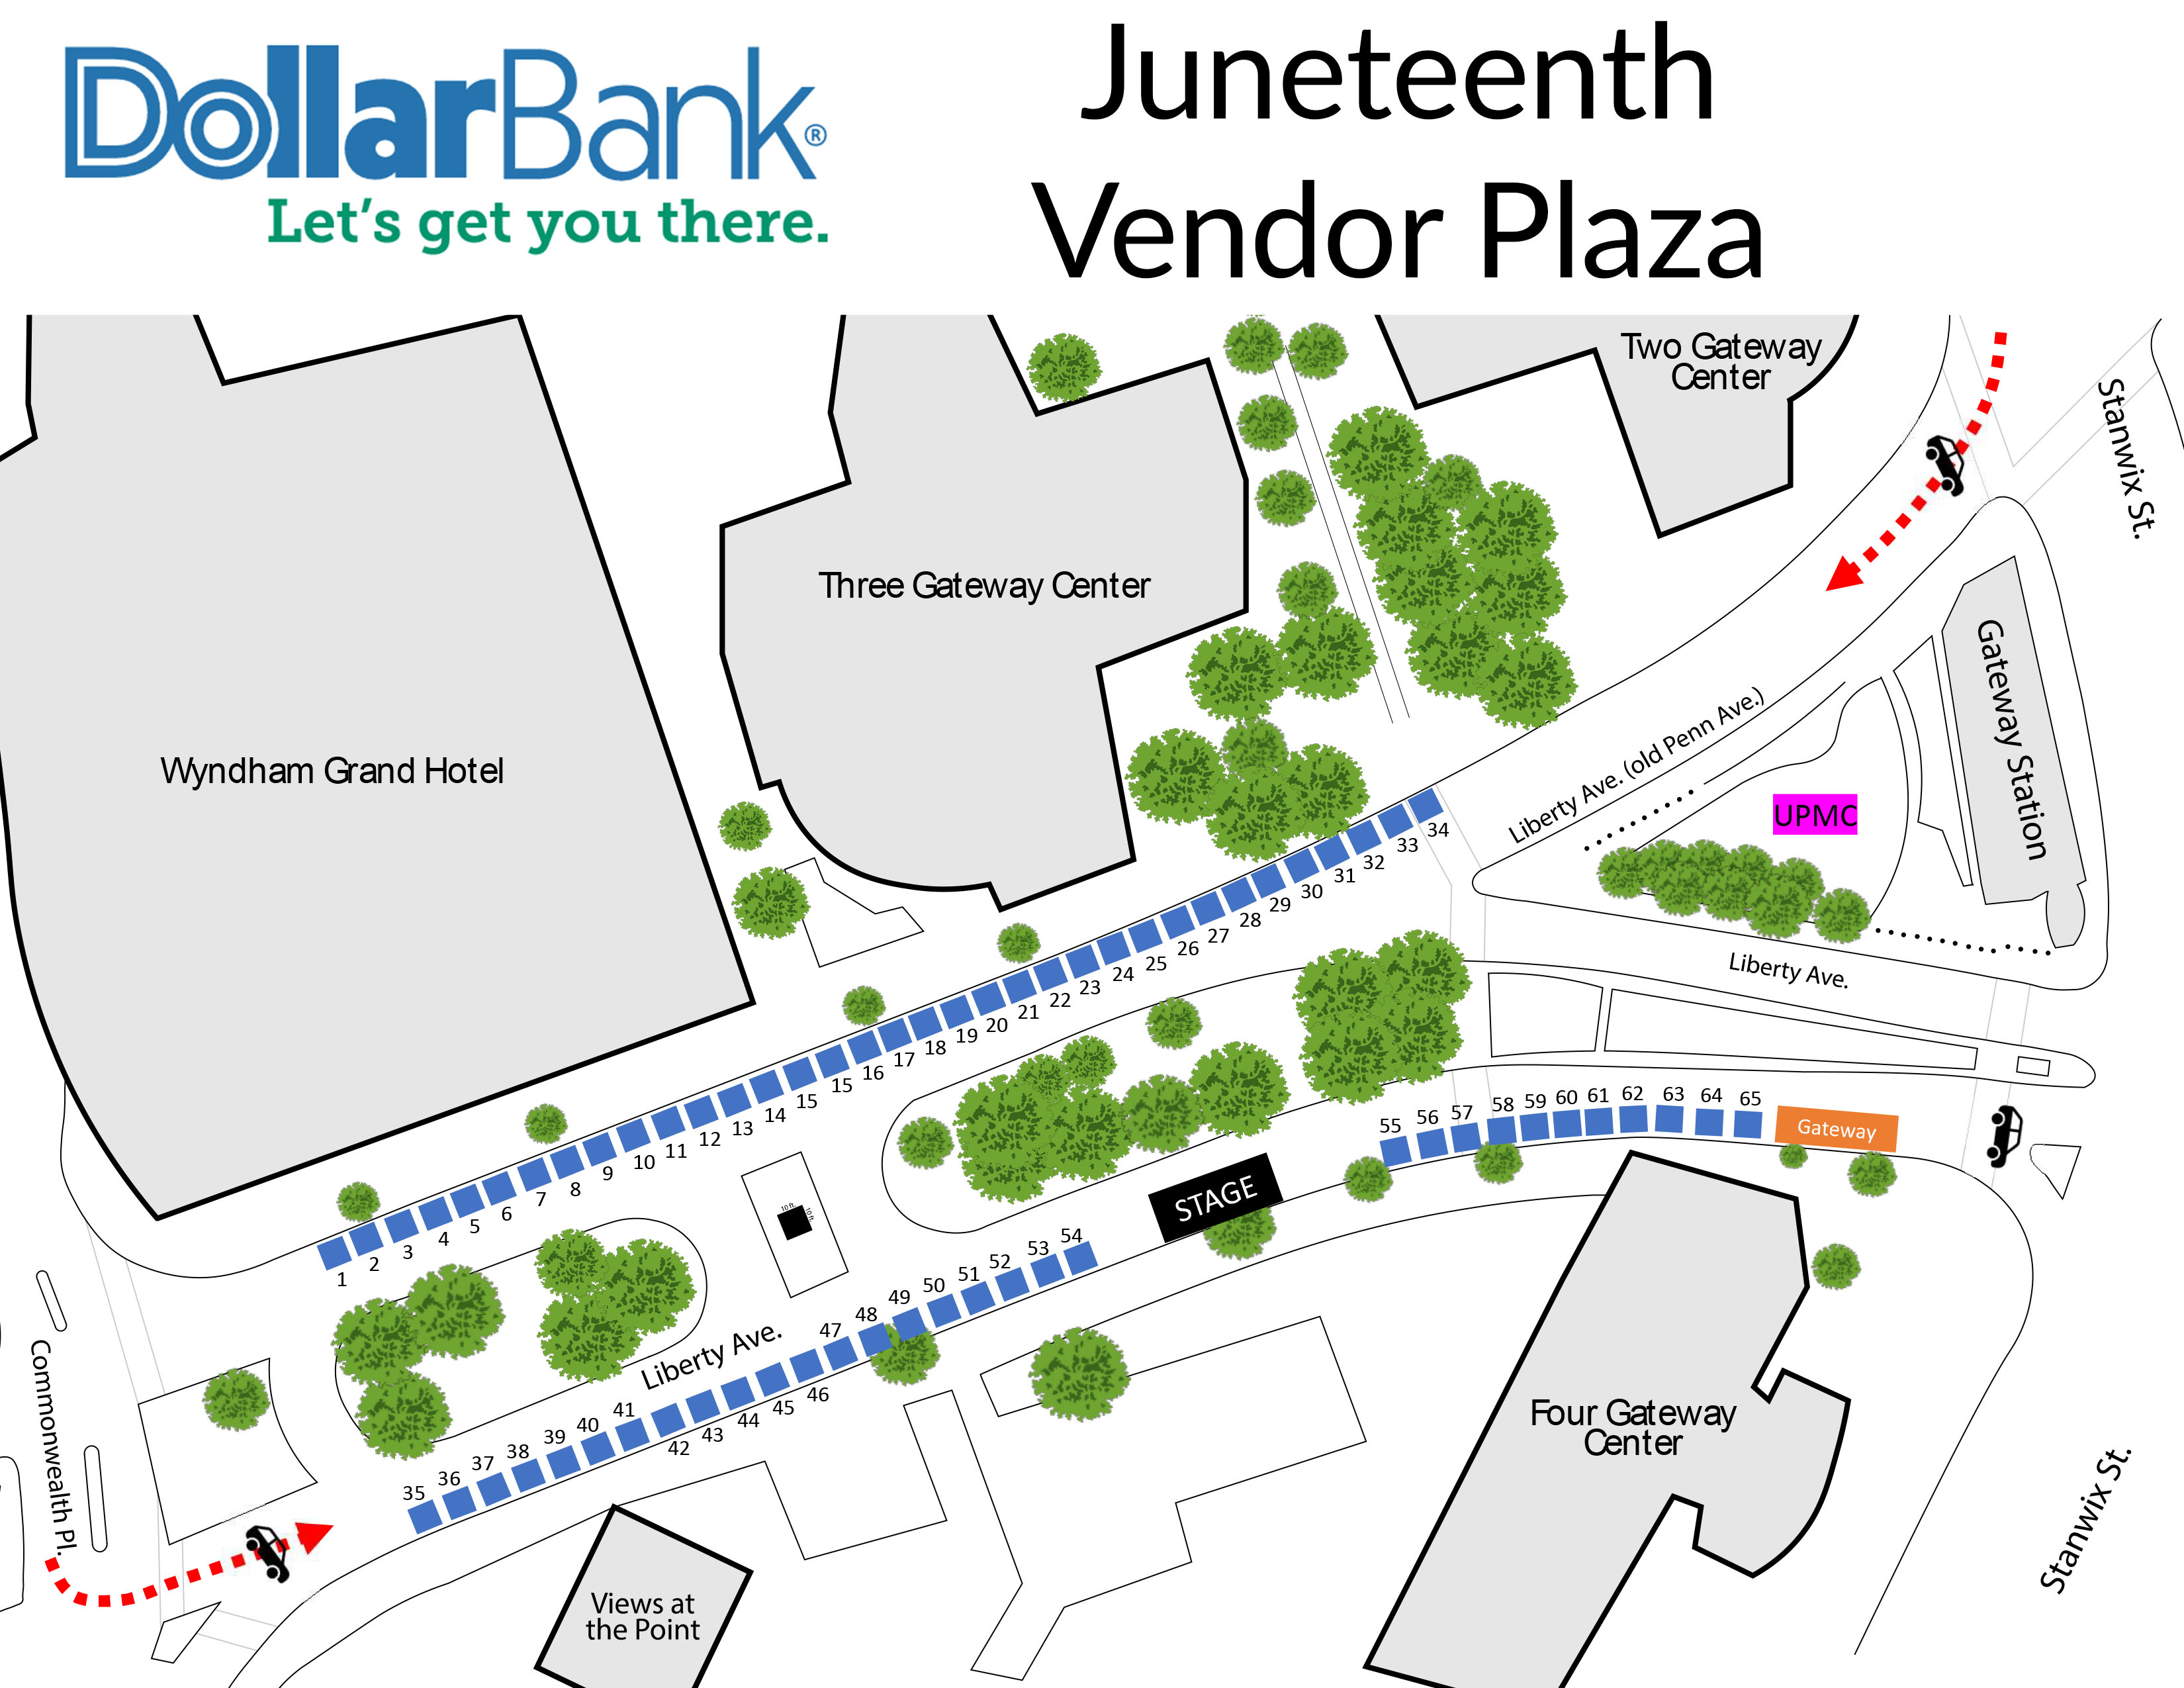 DollarBank®
Let's get you there.
Juneteenth
Vendor Plaza
Two Gateway
Center
Stanwix St.
Three Gateway Center
Gateway Station
Wyndham Grand Hotel
Liberty Ave. (old Penn Ave.)
UPMC
Liberty Ave.
1
2
3
4
5
6
7
8
9
10
11
12
13
14
15
15
16
17
18
19
20
21
22
23
24
25
26
27
28
29
30
31
32
33
34
10 ft.
10 ft.
STAGE
55
56
57
58
59
60
61
62
63
64
65
Gateway
Liberty Ave.
35
36
37
38
39
40
41
42
43
44
45
46
47
48
49
50
51
52
53
54
Commonwealth Pl.
Four Gateway
Center
Stanwix St.
Views at
the Point